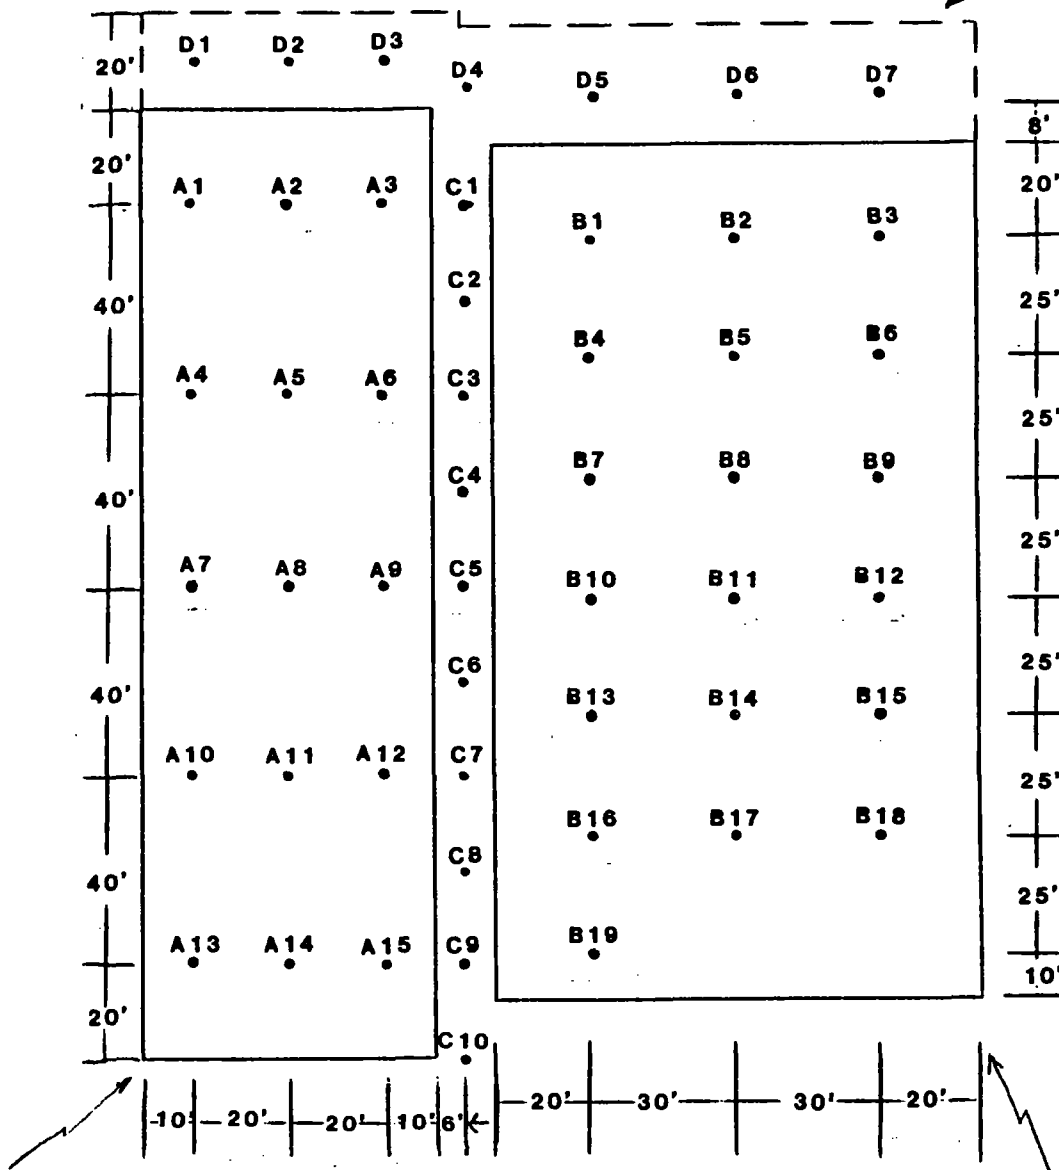 D1 D2 D3
20'
D4 D5 D6 D7
8'
20' 20'
A1 A2 A3 C1
B1 B2 B3
C2
40' 25'
B4 B5 B6
A4 A5 A6 C3
25'
B7 B8 B9
C4
40'
25'
A7 A8 A9 C5 B10 B11 B12
C6 25'
40' B13 B14 B15
A10 A11 A12 C7
25'
B16 B17 B18
C8
40' 25'
A13 A14 A15 C9 B19
10'
20'
C10
20' 30' 30' 20'
10' 20' 20' 10' 6'